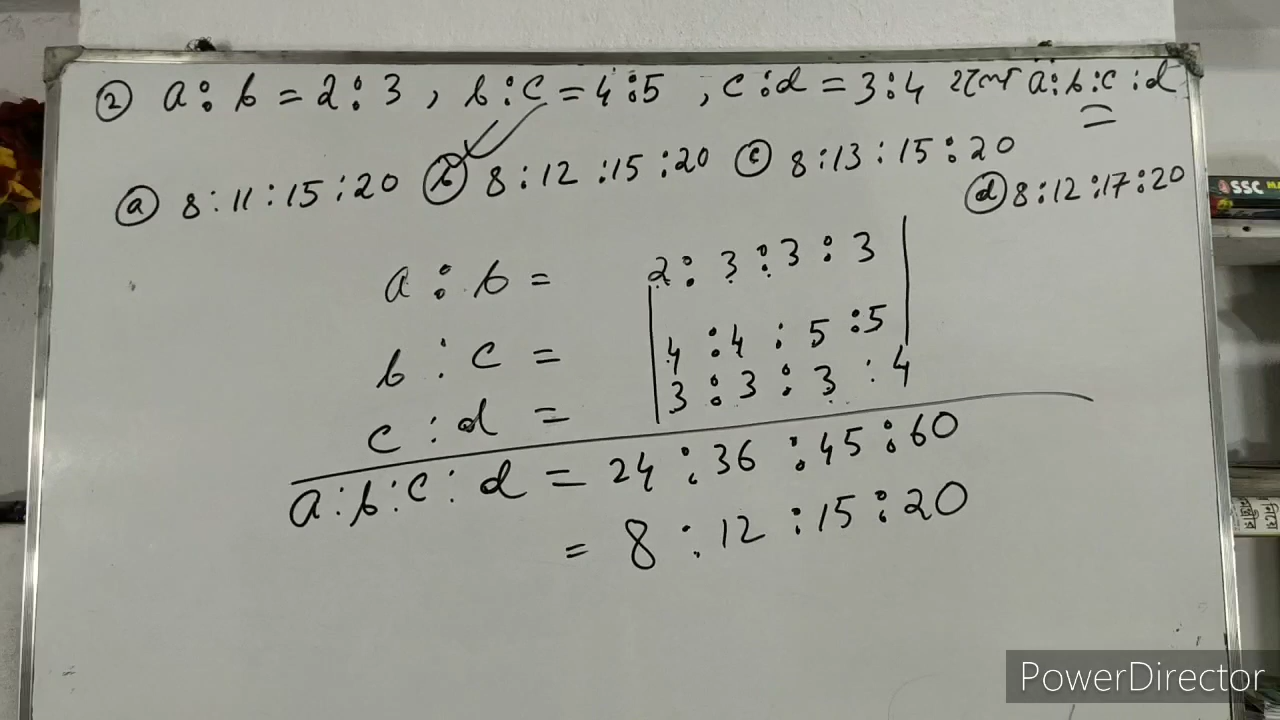 ② a:b = 2:3, b:c = 4:5, c:d = 3:4 হলে a:b:c:d =
ⓐ 8:11:15:20 ⓑ 8:12:15:20 ⓒ 8:13:15:20
ⓓ 8:12:17:20
a:b = 2:3:3:3
b:c = 4:4:5:5
c:d = 3:3:3:4
a:b:c:d = 24:36:45:60
= 8:12:15:20
SSC
PowerDirector